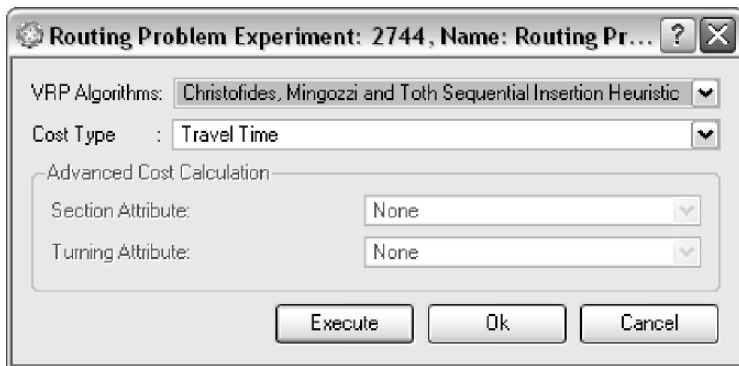 Routing Problem Experiment: 2744, Name: Routing Pr... ?
VRP Algorithms: Christofides, Mingozzi and Toth Sequential Insertion Heuristic
Cost Type : Travel Time
Advanced Cost Calculation
Section Attribute: None
Turning Attribute: None
Execute Ok Cancel